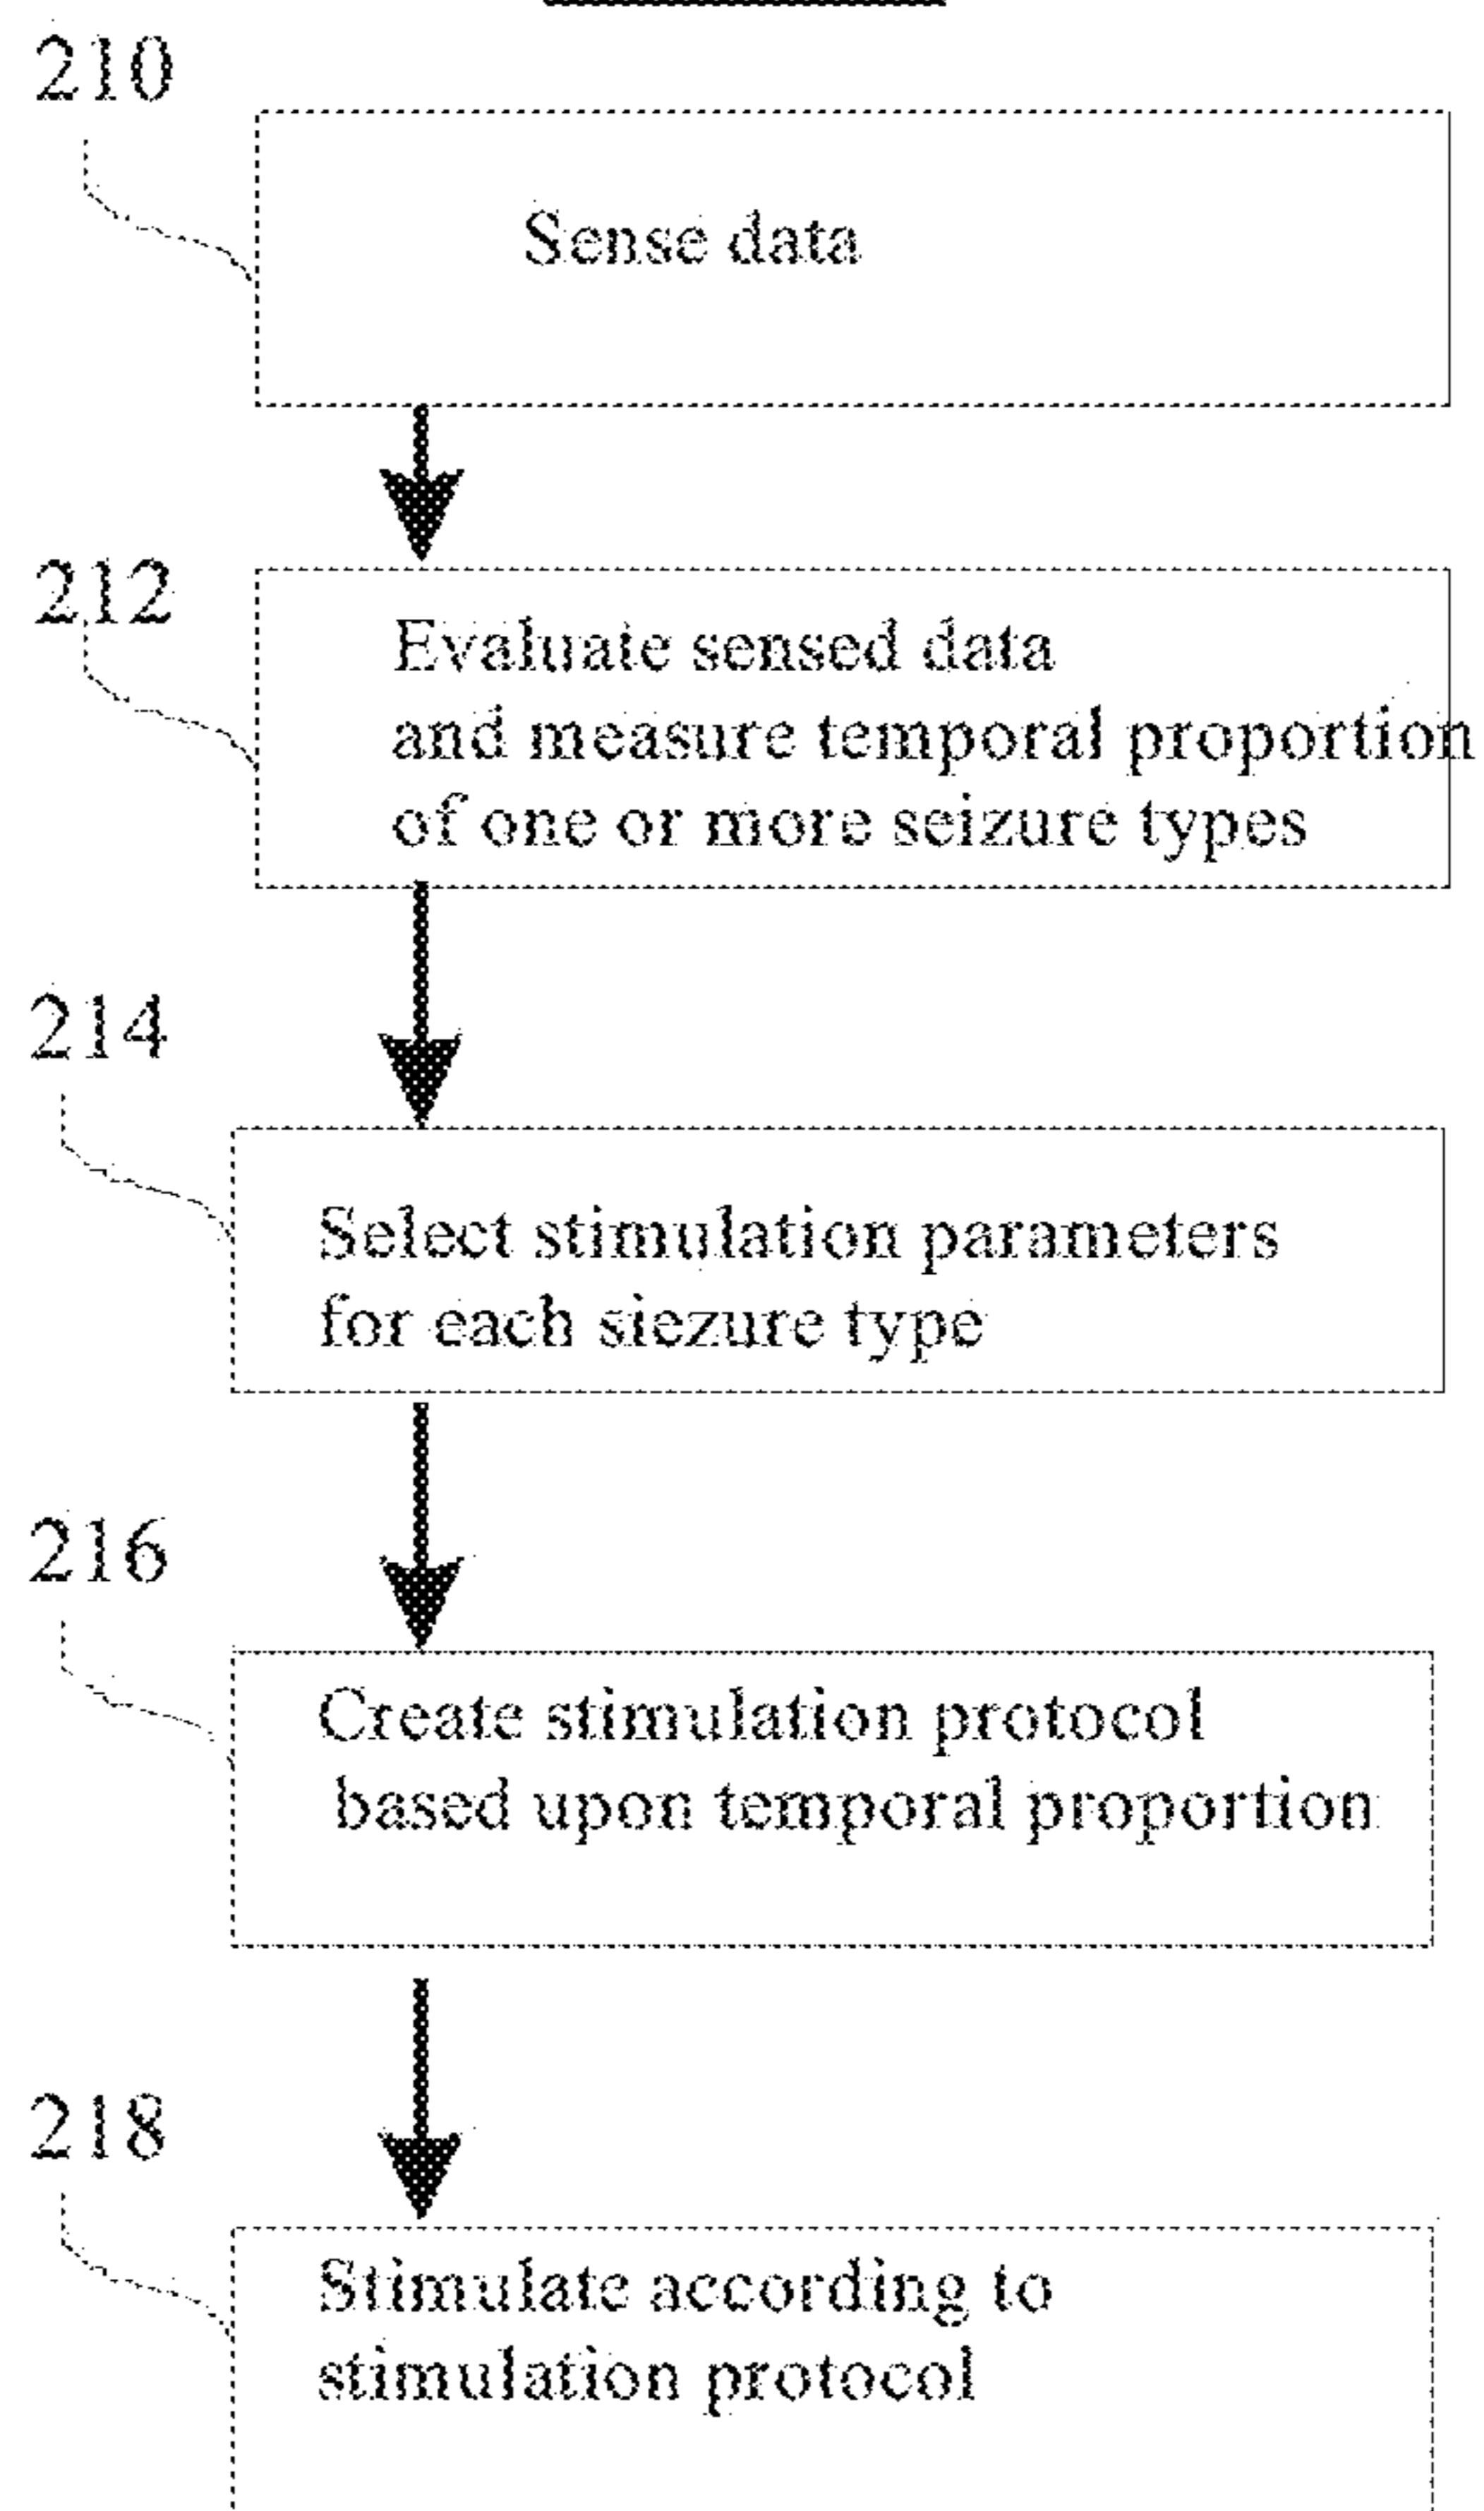 210
Sense data
212
Evaluate sensed data
and measure temporal proportion
of one or more seizure types
214
Select stimulation parameters
for each siezure type
216
Create stimulation protocol
based upon temporal proportion
218
Stimulate according to
stimulation protocol